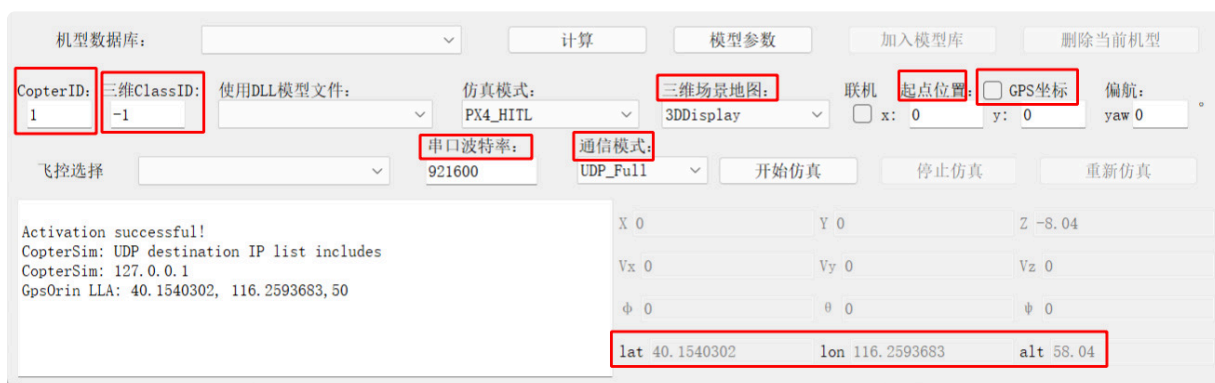 机型数据库: 计算 模型参数 加入模型库 删除当前机型
CopterID: 三维ClassID: 使用DLL模型文件: 仿真模式: 三维场景地图: 联机 起点位置: GPS坐标 偏航:
1 -1 PX4_HITL 3DDisplay x: 0 y: 0 yaw 0 °
串口波特率: 通信模式:
飞控选择 921600 UDP_Full 开始仿真 停止仿真 重新仿真
Activation successful!
CopterSim: UDP destination IP list includes
CopterSim: 127.0.0.1
GpsOrin LLA: 40.1540302, 116.2593683,50
X 0 Y 0 Z -8.04
Vx 0 Vy 0 Vz 0
ϕ 0 θ 0 ψ 0
lat 40.1540302 lon 116.2593683 alt 58.04